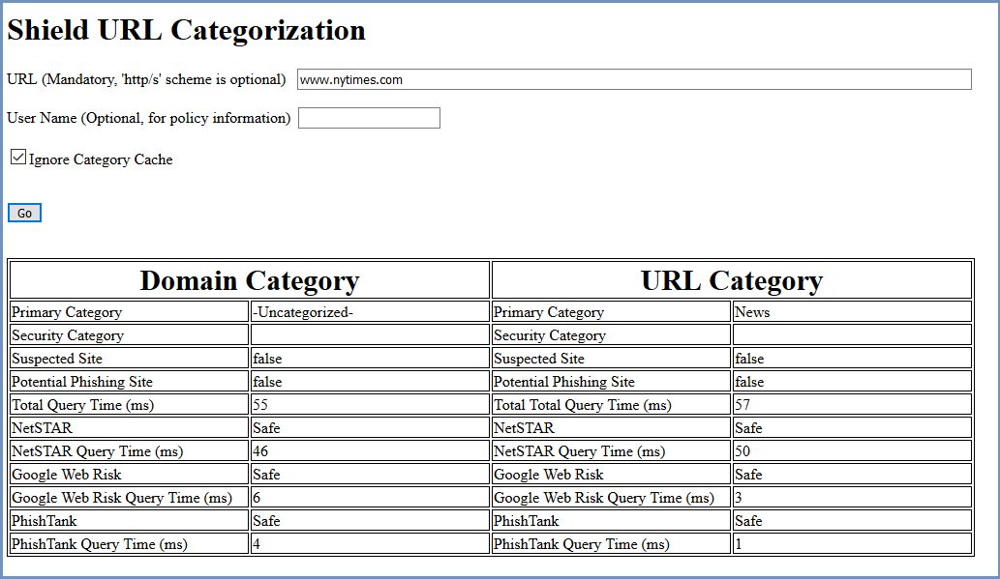 Shield URL Categorization
URL (Mandatory, 'http/s' scheme is optional) www.nytimes.com
User Name (Optional, for policy information)
Ignore Category Cache
Go
Domain Category URL Category
Primary Category -Uncategorized- Primary Category News
Security Category Security Category
Suspected Site false Suspected Site false
Potential Phishing Site false Potential Phishing Site false
Total Query Time (ms) 55 Total Total Query Time (ms) 57
NetSTAR Safe NetSTAR Safe
NetSTAR Query Time (ms) 46 NetSTAR Query Time (ms) 50
Google Web Risk Safe Google Web Risk Safe
Google Web Risk Query Time (ms) 6 Google Web Risk Query Time (ms) 3
PhishTank Safe PhishTank Safe
PhishTank Query Time (ms) 4 PhishTank Query Time (ms) 1